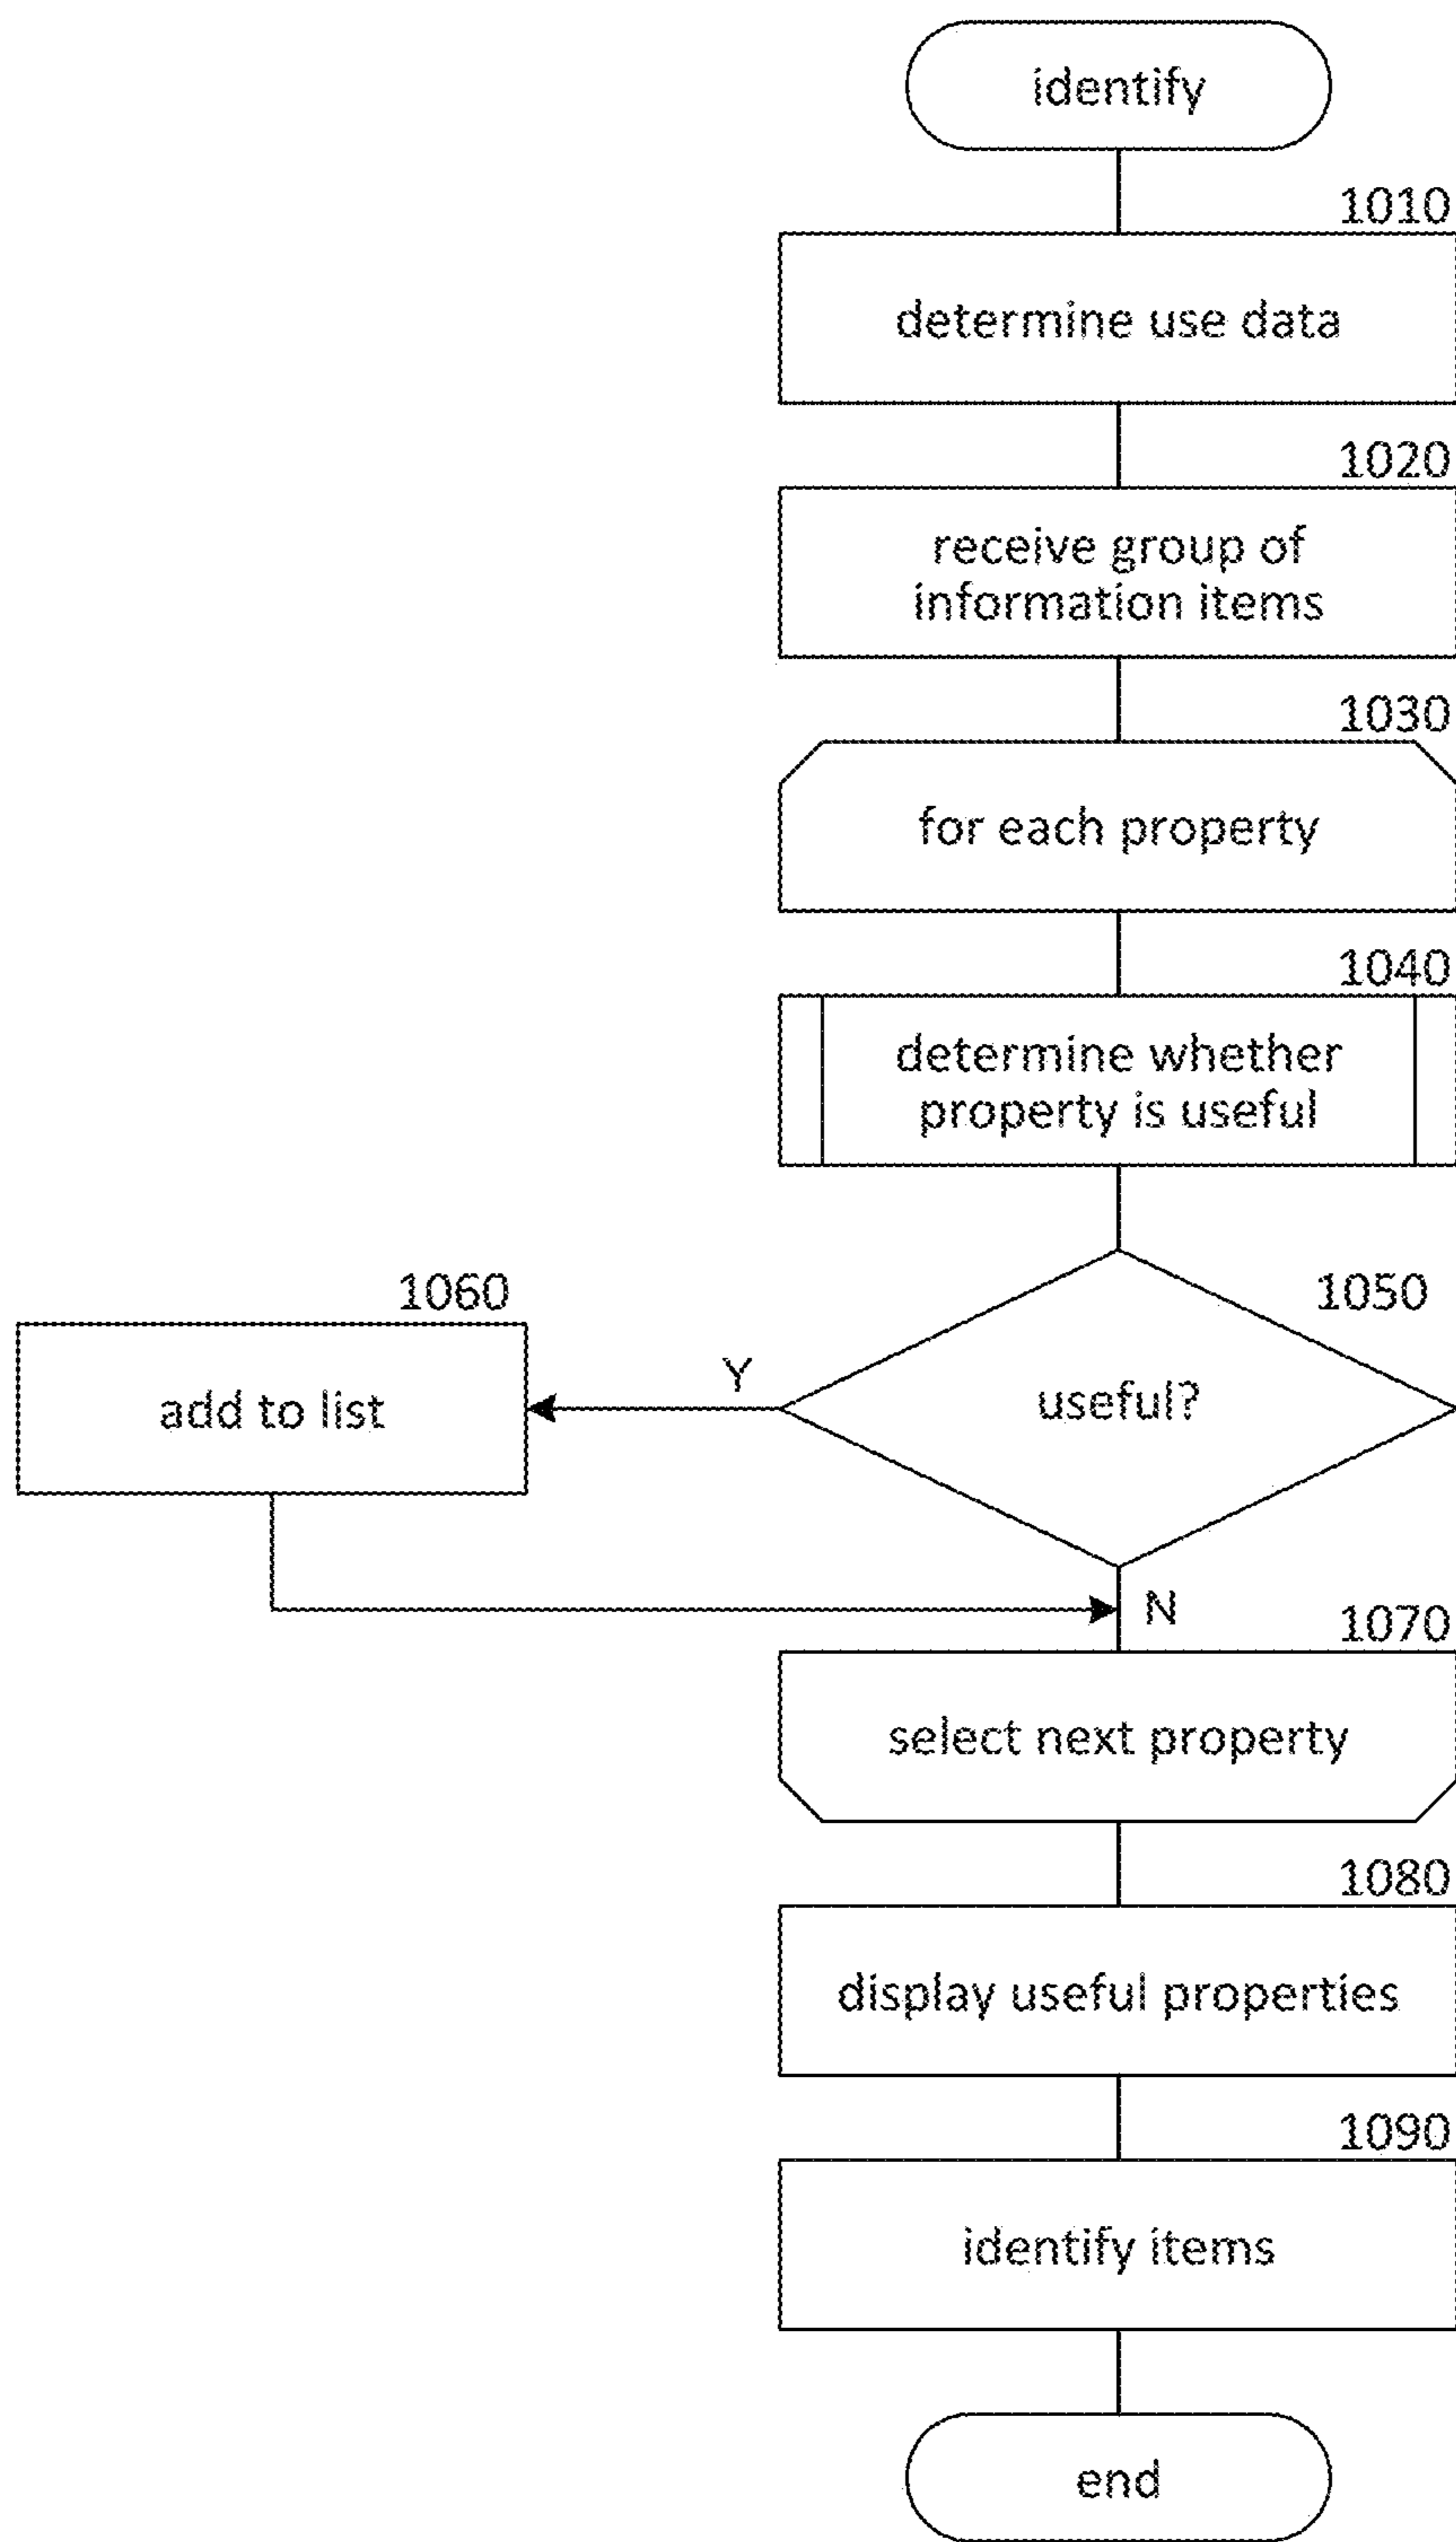 identify
1010
determine use data
1020
receive group of
information items
1030
for each property
1040
determine whether
property is useful
1050
useful?
Y
1060
add to list
N
1070
select next property
1080
display useful properties
1090
identify items
end